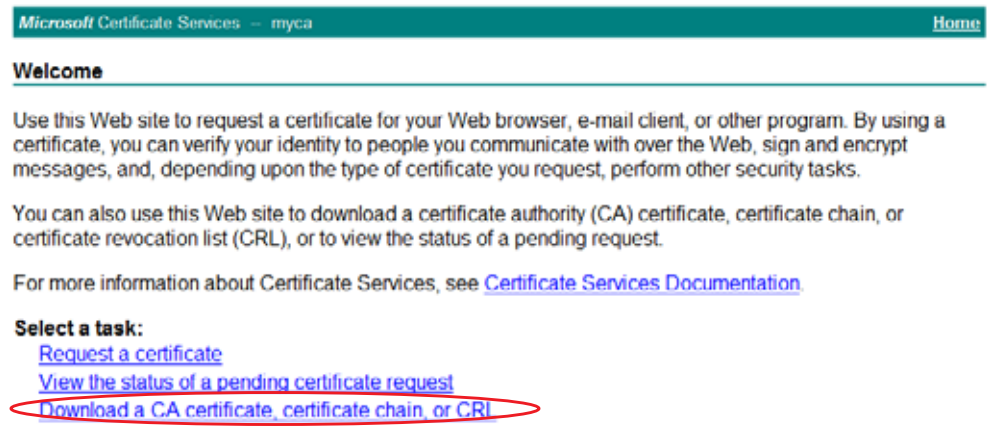 Microsoft Certificate Services -- myca Home
Welcome
Use this Web site to request a certificate for your Web browser, e-mail client, or other program. By using a
certificate, you can verify your identity to people you communicate with over the Web, sign and encrypt
messages, and, depending upon the type of certificate you request, perform other security tasks.
You can also use this Web site to download a certificate authority (CA) certificate, certificate chain, or
certificate revocation list (CRL), or to view the status of a pending request.
For more information about Certificate Services, see Certificate Services Documentation.
Select a task:
Request a certificate
View the status of a pending certificate request
Download a CA certificate, certificate chain, or CRL